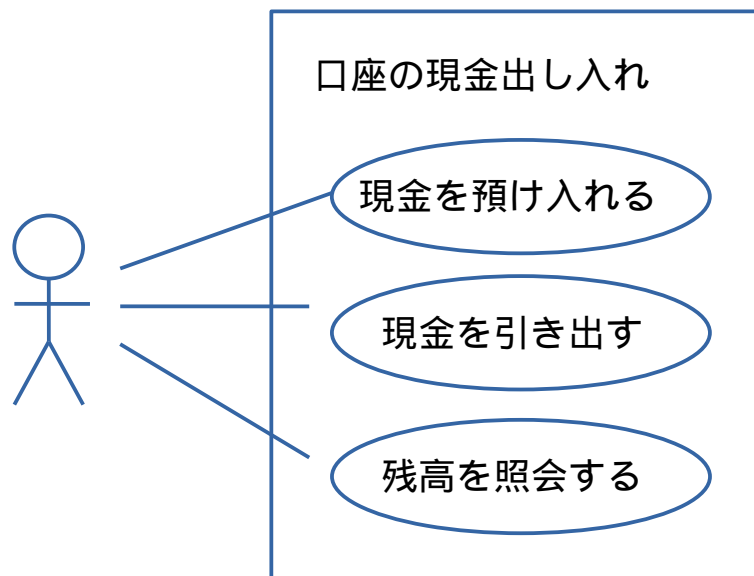 口座の現金出し入れ
現金を預け入れる
現金を引き出す
残高を照会する